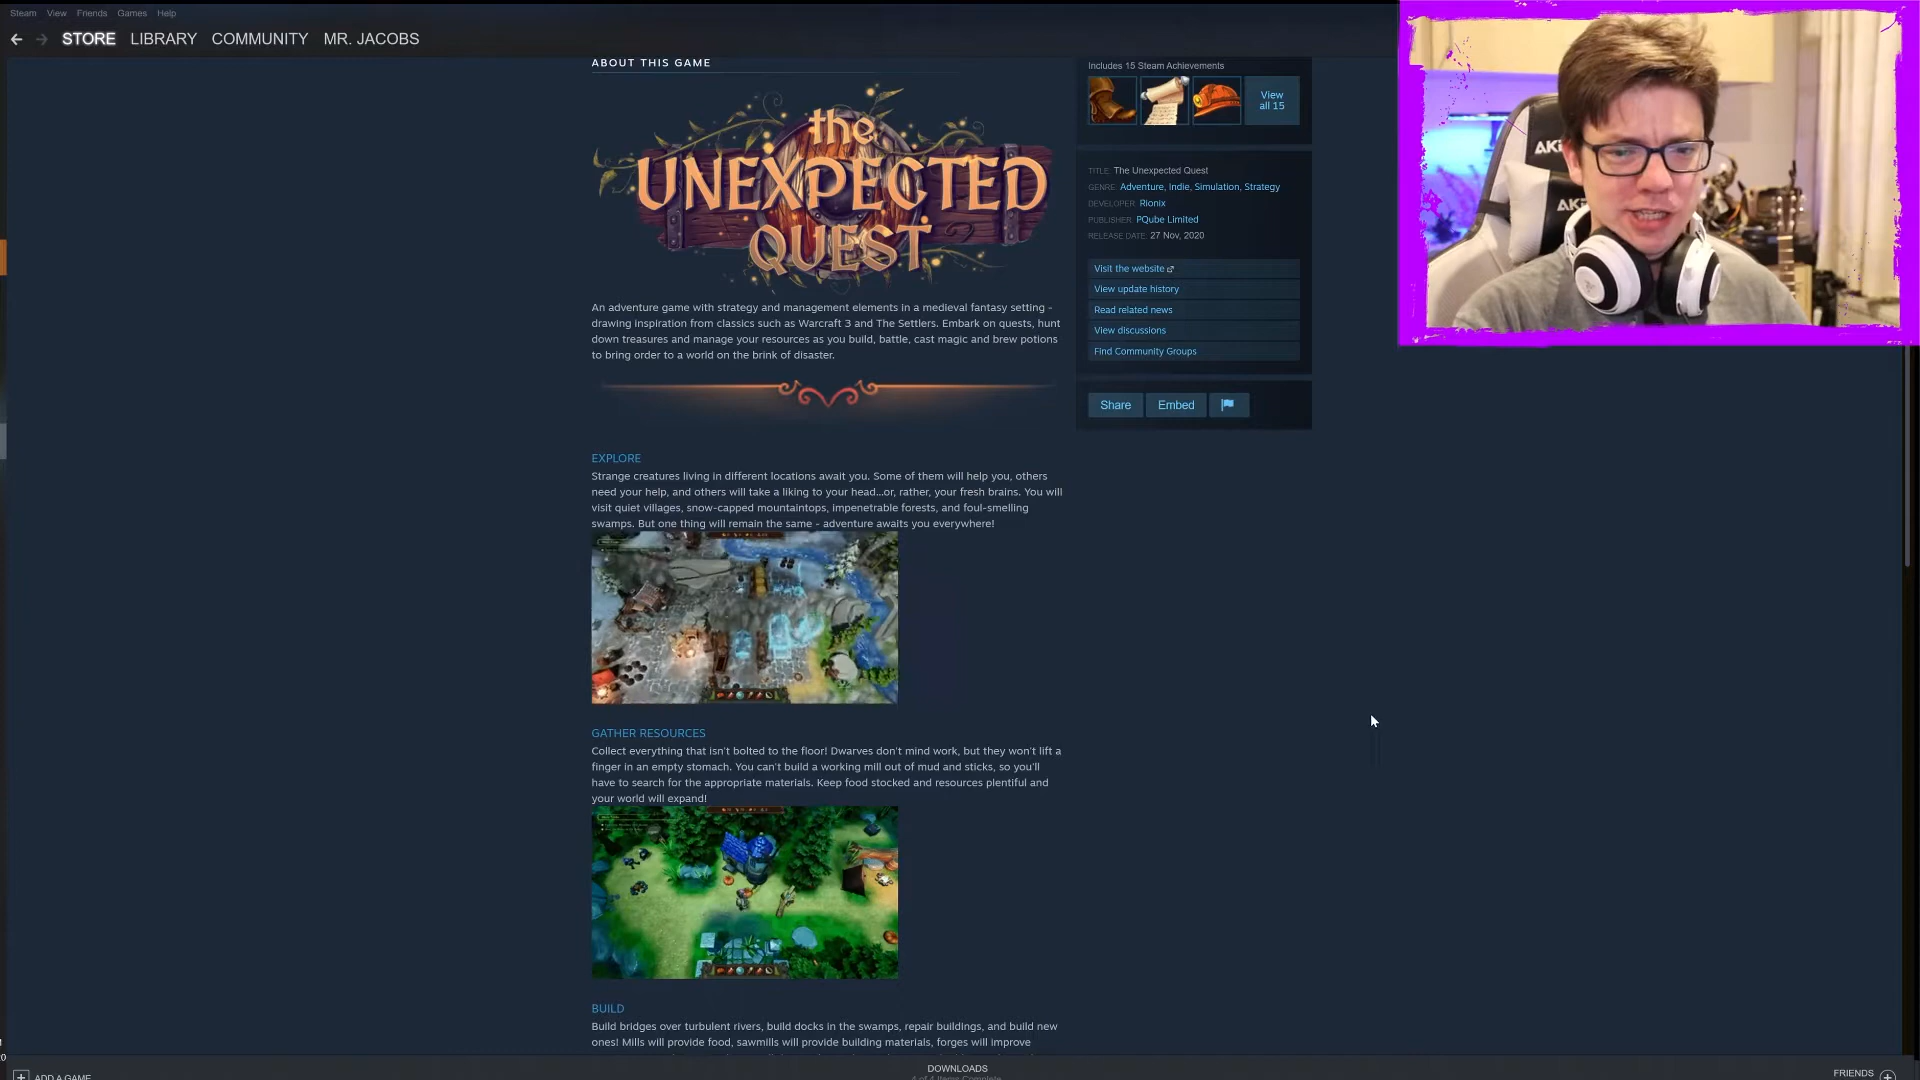 Steam View Friends Games Help
STORE LIBRARY COMMUNITY MR. JACOBS
ABOUT THIS GAME
the
UNEXPECTED
QUEST
An adventure game with strategy and management elements in a medieval fantasy setting -
drawing inspiration from classics such as Warcraft 3 and The Settlers. Embark on quests, hunt
down treasures and manage your resources as you build, battle, cast magic and brew potions
to bring order to a world on the brink of disaster.
EXPLORE
Strange creatures living in different locations await you. Some of them will help you, others
need your help, and others will take a liking to your head...or, rather, your fresh brains. You will
visit quiet villages, snow-capped mountaintops, impenetrable forests, and foul-smelling
swamps. But one thing will remain the same - adventure awaits you everywhere!
GATHER RESOURCES
Collect everything that isn't bolted to the floor! Dwarves don't mind work, but they won't lift a
finger in an empty stomach. You can't build a working mill out of mud and sticks, so you'll
have to search for the appropriate materials. Keep food stocked and resources plentiful and
your world will expand!
BUILD
Build bridges over turbulent rivers, build docks in the swamps, repair buildings, and build new
ones! Mills will provide food, sawmills will provide building materials, forges will improve
Includes 15 Steam Achievements
View
all 15
TITLE: The Unexpected Quest
GENRE: Adventure, Indie, Simulation, Strategy
DEVELOPER: Rionix
PUBLISHER: PQube Limited
RELEASE DATE: 27 Nov, 2020
Visit the website
View update history
Read related news
View discussions
Find Community Groups
Share Embed
ADD A GAME
DOWNLOADS
4 of 4 Items Complete
FRIENDS